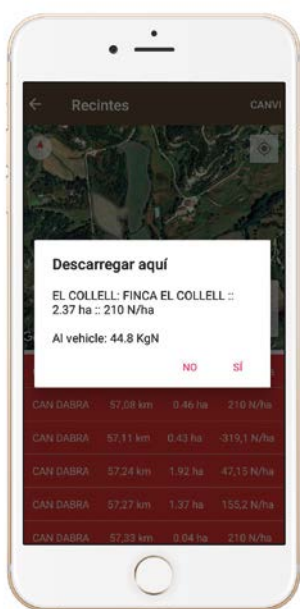 Recintes
CANVI
Descarregar aquí
EL COLLELL: FINCA EL COLLELL ::
2.37 ha :: 210 N/ha
Al vehicle: 44.8 KgN
NO
SÍ
CAN DABRA 57,08 km 0.46 ha 210 N/ha
CAN DABRA 57,11 km 0.43 ha -319,1 N/ha
CAN DABRA 57,24 km 1.92 ha 47,15 N/ha
CAN DABRA 57,27 km 1.37 ha 155,2 N/ha
CAN DABRA 57,33 km 0.04 ha 210 N/ha